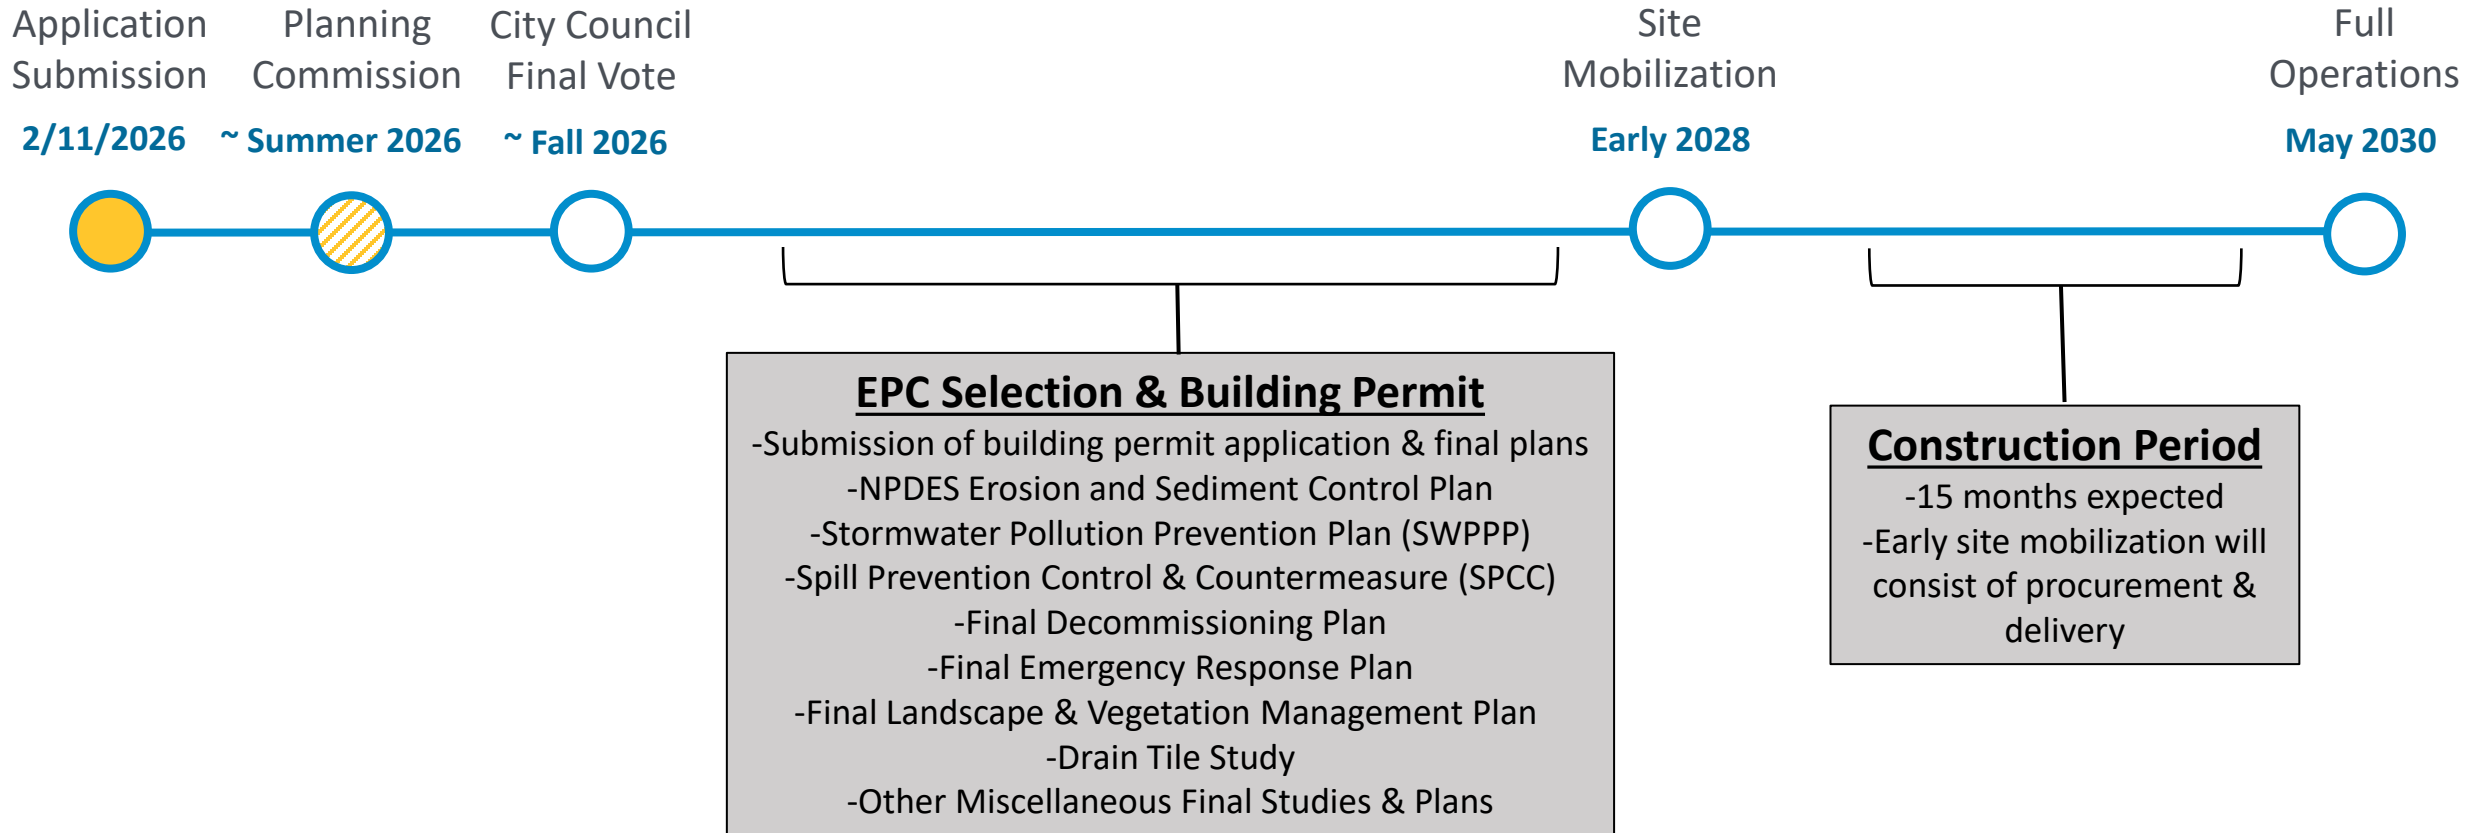 Application
Submission
2/11/2026
Planning
Commission
~ Summer 2026
City Council
Final Vote
~ Fall 2026
Site
Mobilization
Early 2028
Full
Operations
May 2030
EPC Selection & Building Permit
-Submission of building permit application & final plans
-NPDES Erosion and Sediment Control Plan
-Stormwater Pollution Prevention Plan (SWPPP)
-Spill Prevention Control & Countermeasure (SPCC)
-Final Decommissioning Plan
-Final Emergency Response Plan
-Final Landscape & Vegetation Management Plan
-Drain Tile Study
-Other Miscellaneous Final Studies & Plans
Construction Period
-15 months expected
-Early site mobilization will
consist of procurement &
delivery